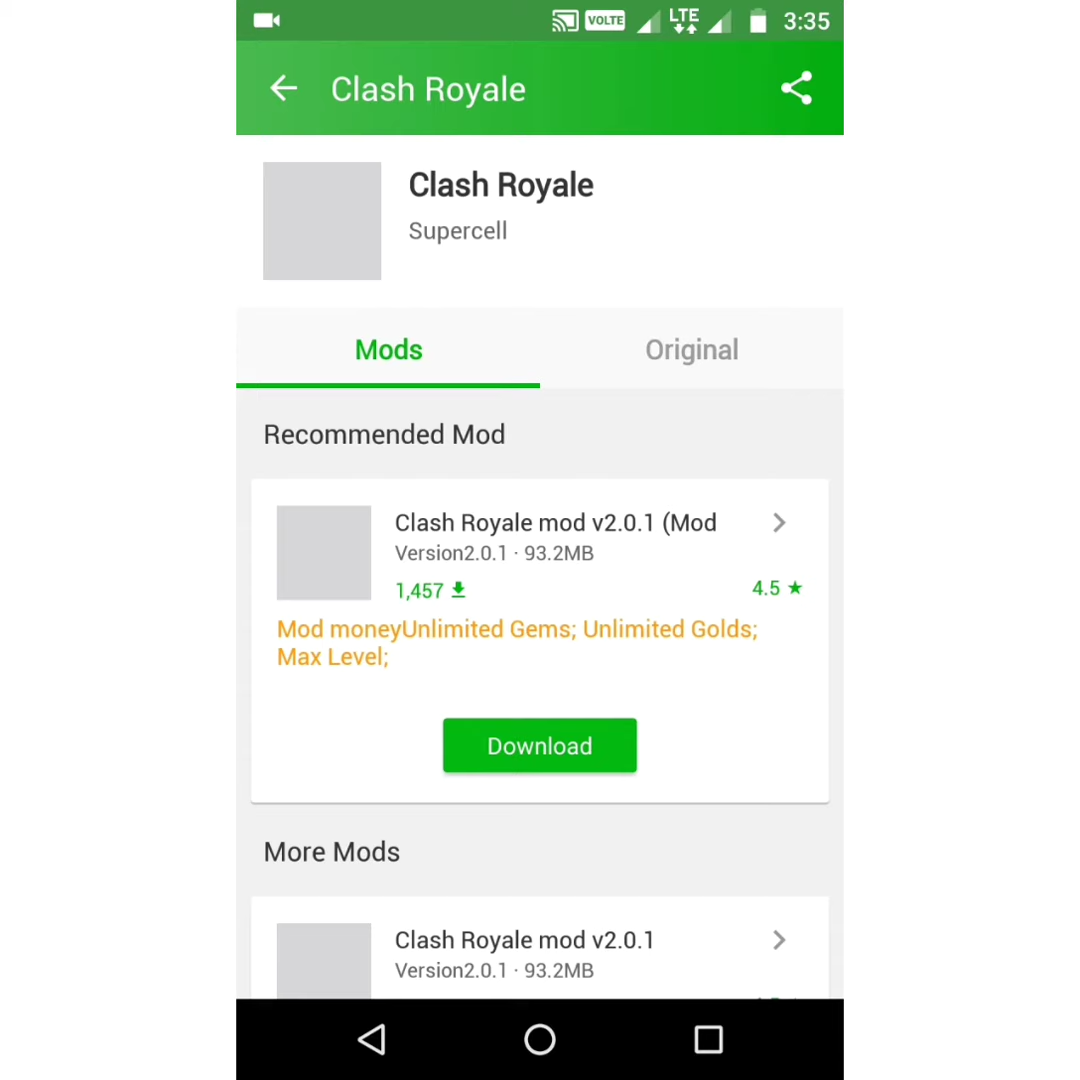 VOLTE LTE 3:35
Clash Royale
Clash Royale
Supercell
Mods Original
Recommended Mod
Clash Royale mod v2.0.1 (Mod
Version2.0.1 · 93.2MB
1,457 4.5 ★
Mod moneyUnlimited Gems; Unlimited Golds;
Max Level;
Download
More Mods
Clash Royale mod v2.0.1
Version2.0.1 · 93.2MB